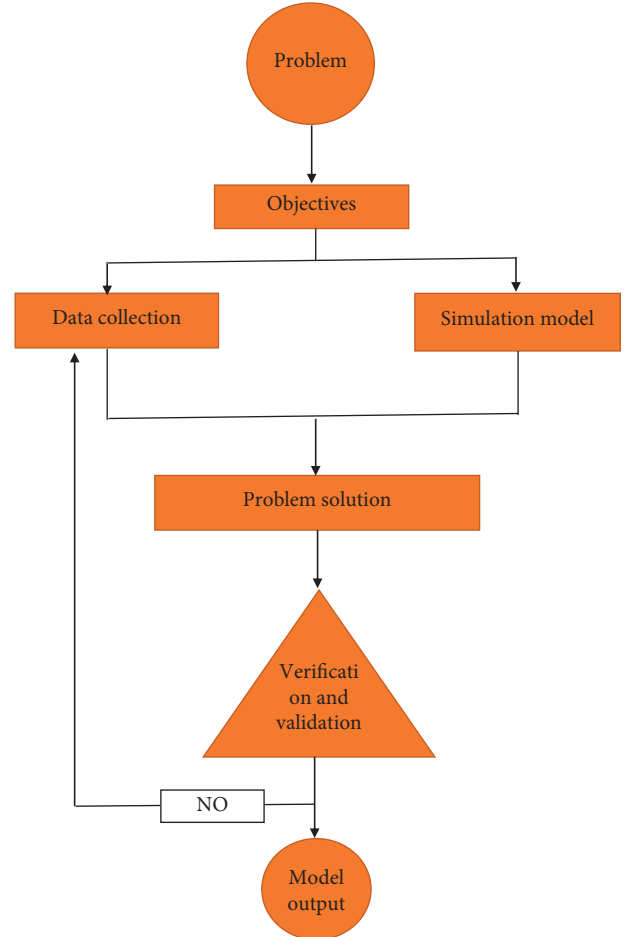 Problem
Objectives
Data collection
Simulation model
Problem solution
Verificati
on and
validation
NO
Model
output